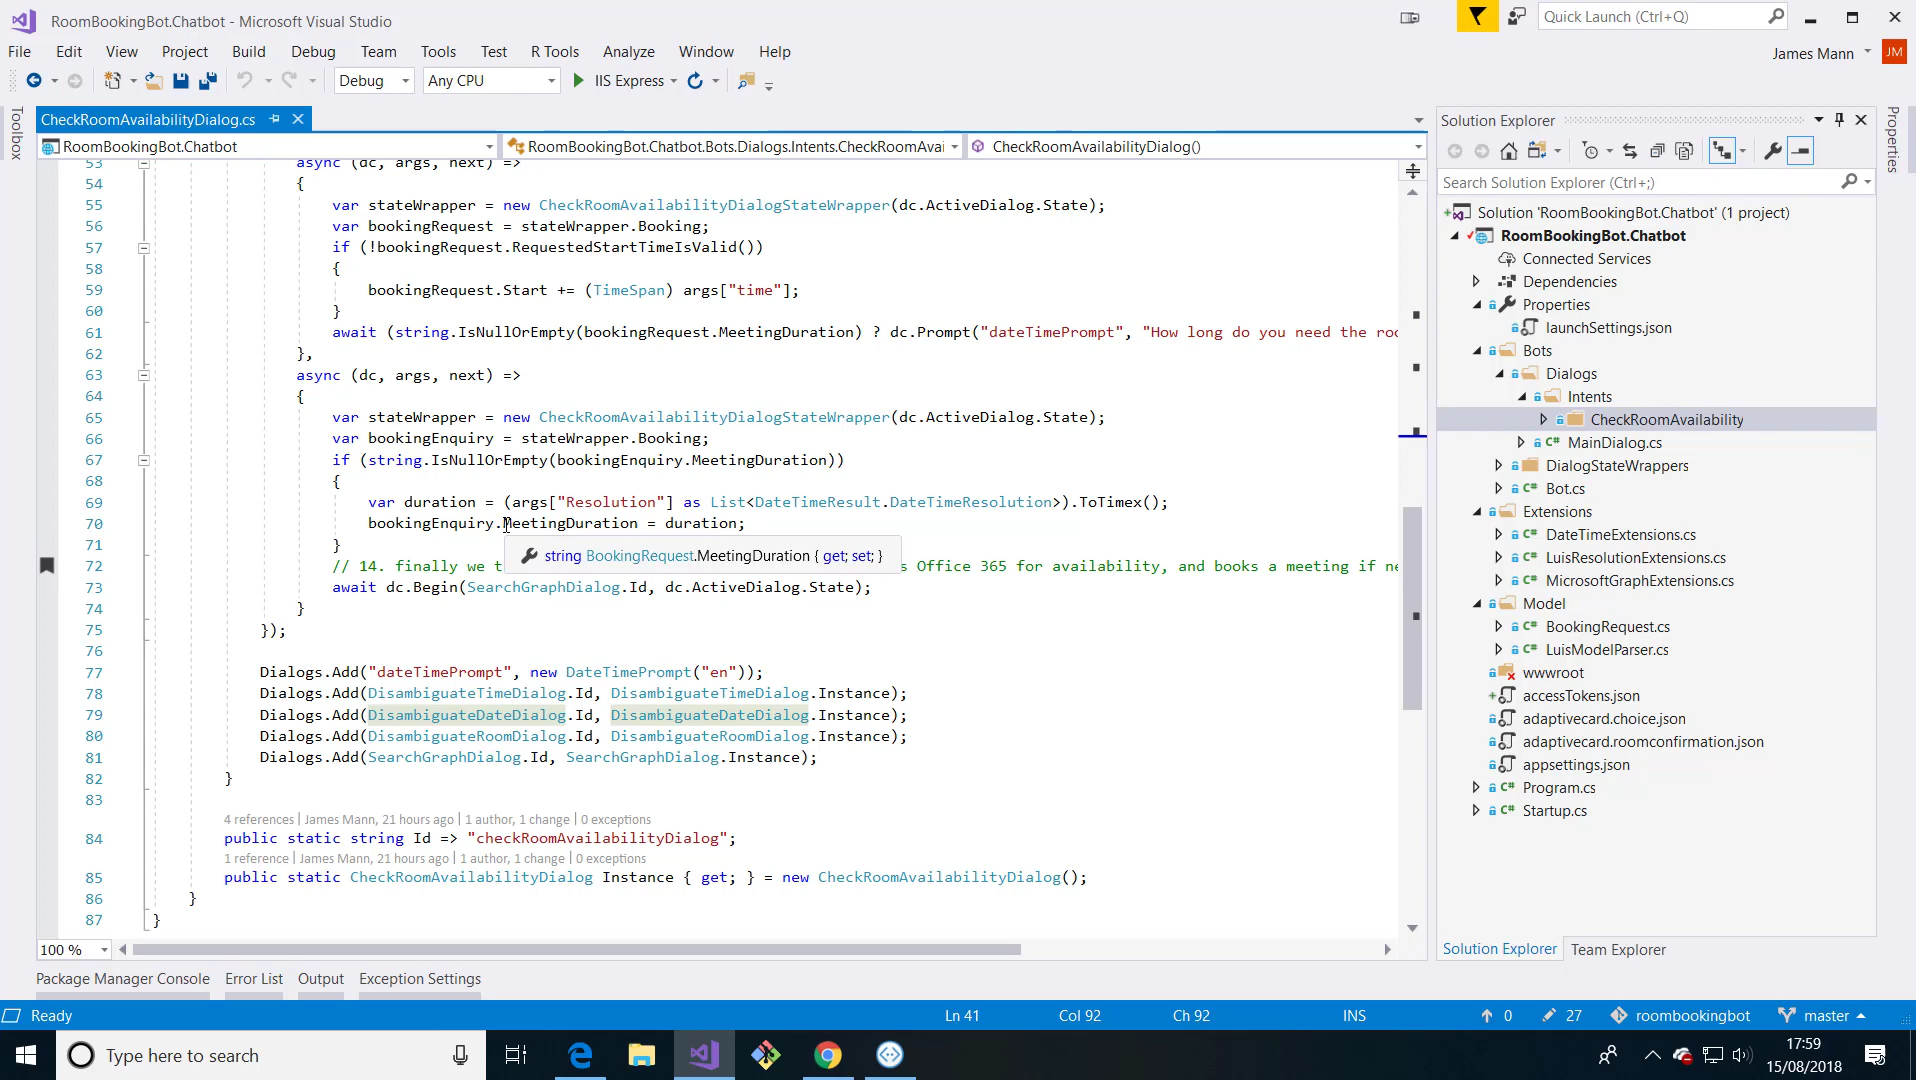 RoomBookingBot.Chatbot - Microsoft Visual Studio
Quick Launch (Ctrl+Q)
File Edit View Project Build Debug Team Tools Test R Tools Analyze Window Help
James Mann
JM
Debug Any CPU IIS Express
Toolbox
CheckRoomAvailabilityDialog.cs
RoomBookingBot.Chatbot
RoomBookingBot.Chatbot.Bots.Dialogs.Intents.CheckRoomAvai
CheckRoomAvailabilityDialog()
53 async (dc, args, next) =>
54 {
55 var stateWrapper = new CheckRoomAvailabilityDialogStateWrapper(dc.ActiveDialog.State);
56 var bookingRequest = stateWrapper.Booking;
57 if (!bookingRequest.RequestedStartTimeIsValid())
58 {
59 bookingRequest.Start += (TimeSpan) args["time"];
60 }
61 await (string.IsNullOrEmpty(bookingRequest.MeetingDuration) ? dc.Prompt("dateTimePrompt", "How long do you need the roo
62 },
63 async (dc, args, next) =>
64 {
65 var stateWrapper = new CheckRoomAvailabilityDialogStateWrapper(dc.ActiveDialog.State);
66 var bookingEnquiry = stateWrapper.Booking;
67 if (string.IsNullOrEmpty(bookingEnquiry.MeetingDuration))
68 {
69 var duration = (args["Resolution"] as List<DateTimeResult.DateTimeResolution>).ToTimex();
70 bookingEnquiry.MeetingDuration = duration;
71 }
string BookingRequest.MeetingDuration { get; set; }
72 // 14. finally we t s Office 365 for availability, and books a meeting if ne
73 await dc.Begin(SearchGraphDialog.Id, dc.ActiveDialog.State);
74 }
75 });
76
77 Dialogs.Add("dateTimePrompt", new DateTimePrompt("en"));
78 Dialogs.Add(DisambiguateTimeDialog.Id, DisambiguateTimeDialog.Instance);
79 Dialogs.Add(DisambiguateDateDialog.Id, DisambiguateDateDialog.Instance);
80 Dialogs.Add(DisambiguateRoomDialog.Id, DisambiguateRoomDialog.Instance);
81 Dialogs.Add(SearchGraphDialog.Id, SearchGraphDialog.Instance);
82 }
83
4 references | James Mann, 21 hours ago | 1 author, 1 change | 0 exceptions
84 public static string Id => "checkRoomAvailabilityDialog";
1 reference | James Mann, 21 hours ago | 1 author, 1 change | 0 exceptions
85 public static CheckRoomAvailabilityDialog Instance { get; } = new CheckRoomAvailabilityDialog();
86 }
87 }
100 %
Package Manager Console Error List Output Exception Settings
Solution Explorer
Search Solution Explorer (Ctrl+;)
Solution 'RoomBookingBot.Chatbot' (1 project)
RoomBookingBot.Chatbot
Connected Services
Dependencies
Properties
launchSettings.json
Bots
Dialogs
Intents
CheckRoomAvailability
C# MainDialog.cs
DialogStateWrappers
C# Bot.cs
Extensions
C# DateTimeExtensions.cs
C# LuisResolutionExtensions.cs
C# MicrosoftGraphExtensions.cs
Model
C# BookingRequest.cs
C# LuisModelParser.cs
wwwroot
accessTokens.json
adaptivecard.choice.json
adaptivecard.roomconfirmation.json
appsettings.json
C# Program.cs
C# Startup.cs
Solution Explorer Team Explorer
Properties
Ready Ln 41 Col 92 Ch 92 INS 0 27 roombookingbot master
Type here to search
17:59
15/08/2018